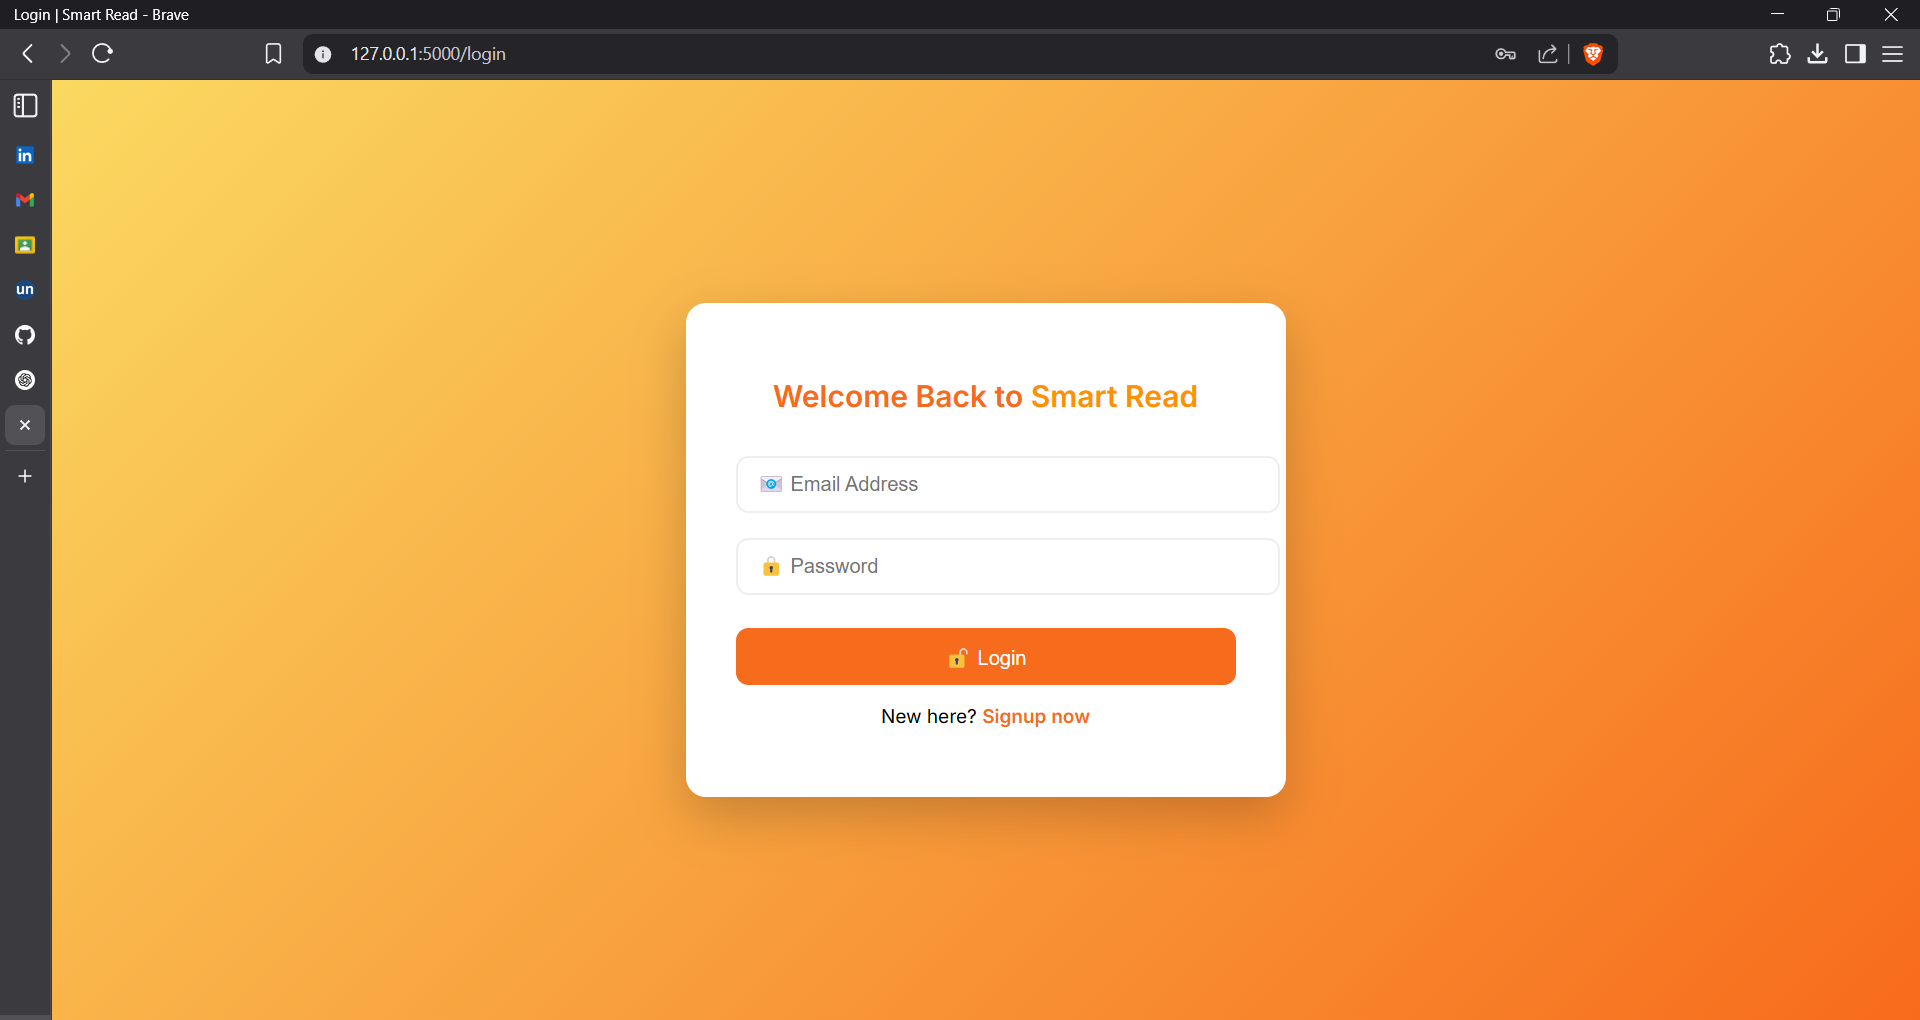 Login | Smart Read - Brave
127.0.0.1:5000/login
in
un
Welcome Back to Smart Read
📧 Email Address
🔒 Password
🔓 Login
New here? Signup now